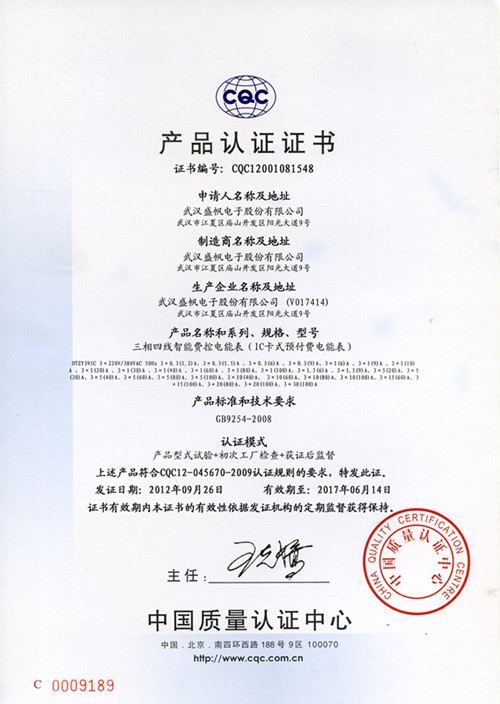 CQC
产品认证证书
证书编号: CQC12001081548
申请人名称及地址
武汉盛帆电子股份有限公司
武汉市江夏区庙山开发区阳光大道9号
制造商名称及地址
武汉盛帆电子股份有限公司
武汉市江夏区庙山开发区阳光大道9号
生产企业名称及地址
武汉盛帆电子股份有限公司 (V017414)
武汉市江夏区庙山开发区阳光大道9号
产品名称和系列、规格、型号
三相四线智能费控电能表(IC卡式预付费电能表)
DTZY395C 3×220V/380VAC 50Hz
产品标准和技术要求
GB9254-2008
认证模式
产品型式试验+初次工厂检查+获证后监督
上述产品符合CQC12-045670-2009认证规则的要求, 特发此证。
发证日期: 2012年09月26日 有效期至: 2017年06月14日
证书有效期内本证书的有效性依据发证机构的定期监督获得保持。
主任:
CHINA QUALITY CERTIFICATION CENTRE
中国质量认证中心
中国质量认证中心
中国.北京.南四环西路188号9区 100070
http://www.cqc.com.cn
C 0009189